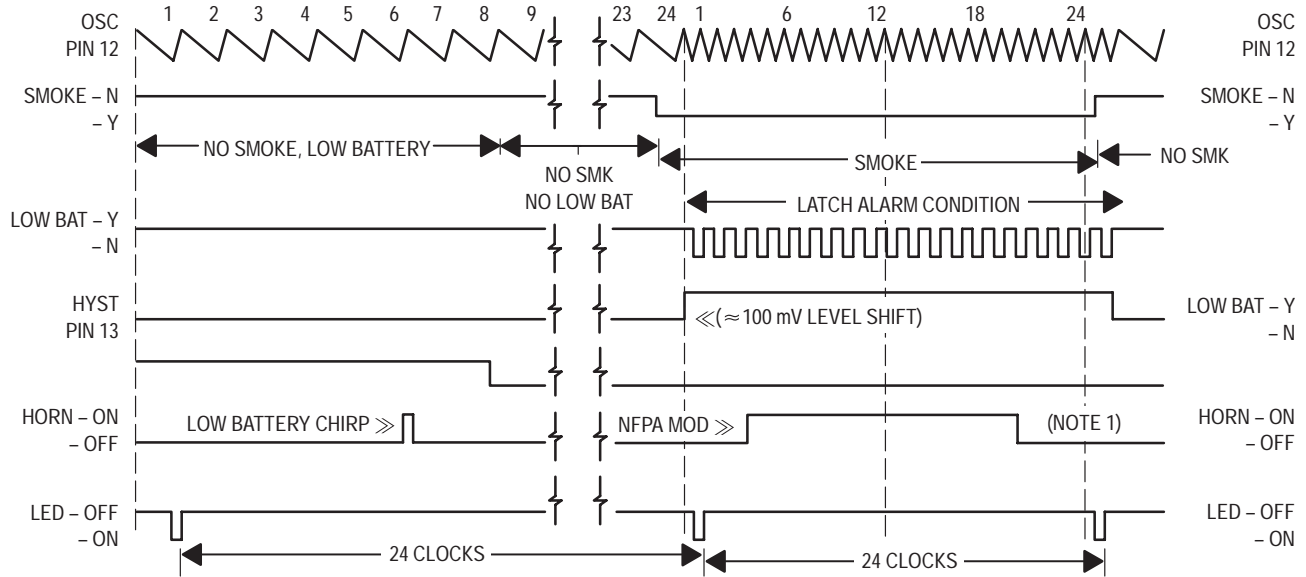 1 2 3 4 5 6 7 8 9 23 24 1 6 12 18 24
OSC
PIN 12
OSC
PIN 12
SMOKE – N
– Y
SMOKE – N
– Y
NO SMOKE, LOW BATTERY
NO SMK
NO LOW BAT
SMOKE
NO SMK
LATCH ALARM CONDITION
LOW BAT – Y
– N
HYST
PIN 13
≪(≈100 mV LEVEL SHIFT)
LOW BAT – Y
– N
HORN – ON
– OFF
LOW BATTERY CHIRP ≫
NFPA MOD ≫
(NOTE 1)
HORN – ON
– OFF
LED – OFF
– ON
24 CLOCKS
24 CLOCKS
LED – OFF
– ON